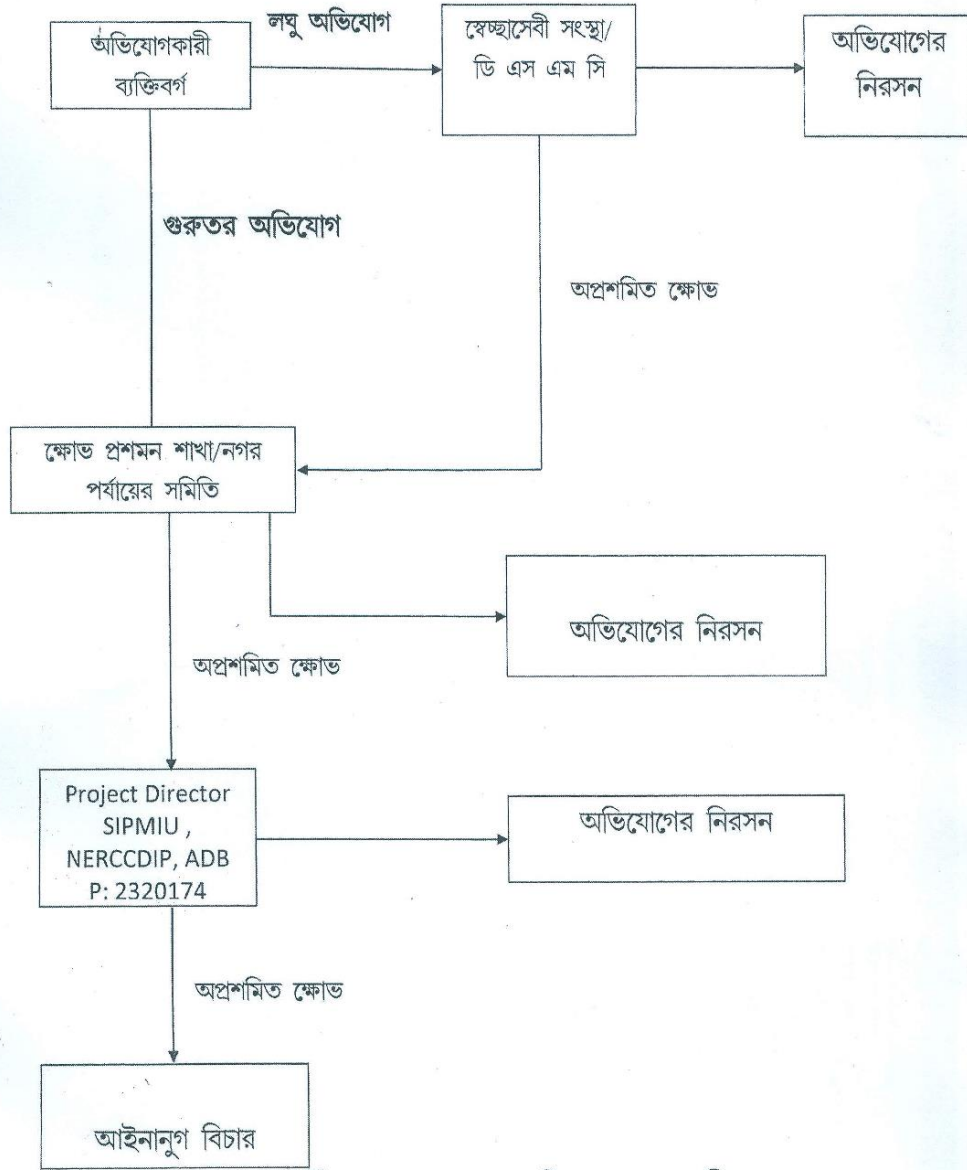 লঘু অভিযোগ
অভিযোগকারী
ব্যক্তিবর্গ
স্বেচ্ছাসেবী সংস্থা/
ডি এস এম সি
অভিযোগের
নিরসন
গুরুতর অভিযোগ
অপ্রশমিত ক্ষোভ
ক্ষোভ প্রশমন শাখা/নগর
পর্যায়ের সমিতি
অভিযোগের নিরসন
অপ্রশমিত ক্ষোভ
Project Director
SIPMIU ,
NERCCDIP, ADB
P: 2320174
অভিযোগের নিরসন
অপ্রশমিত ক্ষোভ
আইনানুগ বিচার